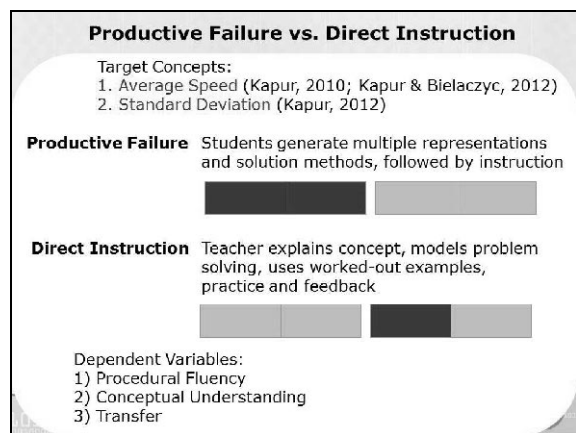 Productive Failure vs. Direct Instruction
Target Concepts:
1. Average Speed (Kapur, 2010; Kapur & Bielaczyc, 2012)
2. Standard Deviation (Kapur, 2012)
Productive Failure Students generate multiple representations
and solution methods, followed by instruction
Direct Instruction Teacher explains concept, models problem
solving, uses worked-out examples,
practice and feedback
Dependent Variables:
1) Procedural Fluency
2) Conceptual Understanding
3) Transfer